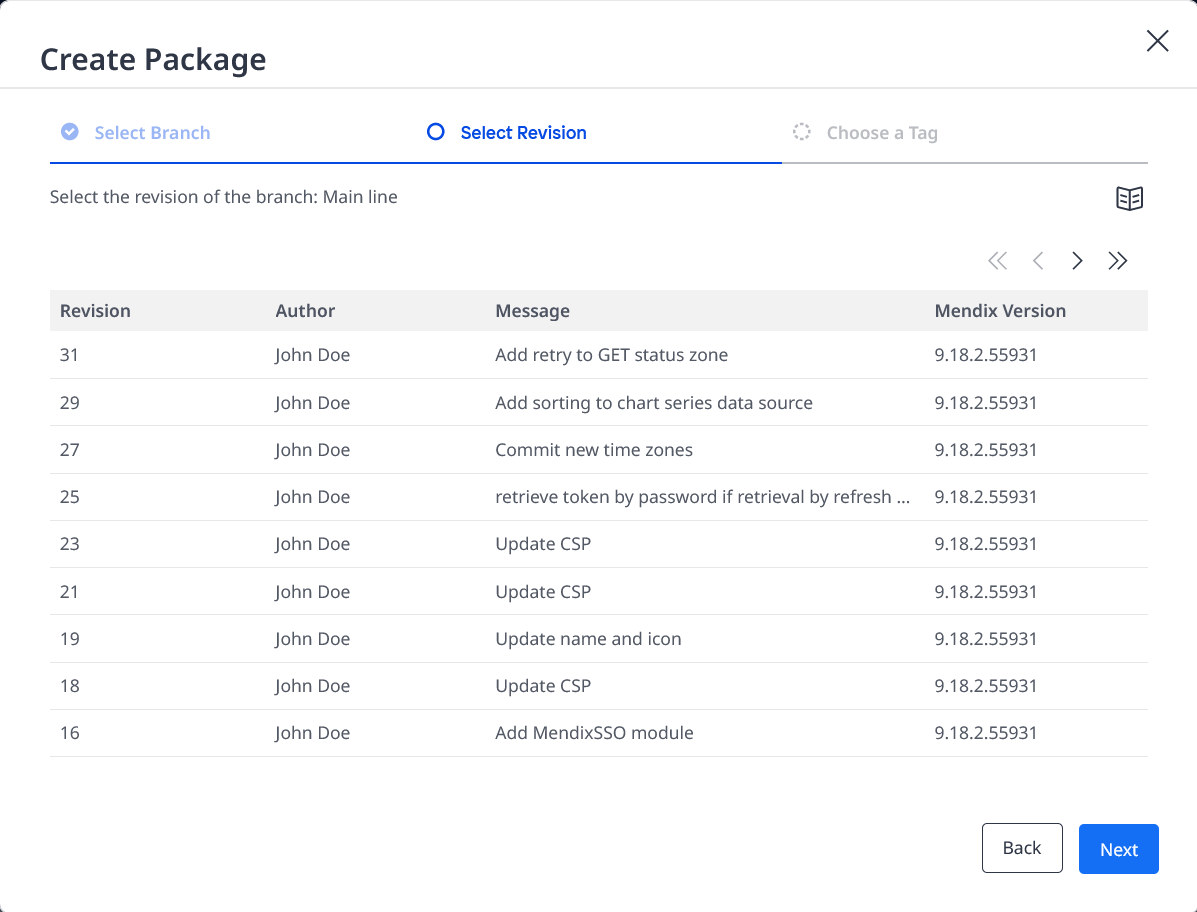 Create Package
Select Branch Select Revision Choose a Tag
Select the revision of the branch: Main line
Revision Author Message Mendix Version
31 John Doe Add retry to GET status zone 9.18.2.55931
29 John Doe Add sorting to chart series data source 9.18.2.55931
27 John Doe Commit new time zones 9.18.2.55931
25 John Doe retrieve token by password if retrieval by refresh ... 9.18.2.55931
23 John Doe Update CSP 9.18.2.55931
21 John Doe Update CSP 9.18.2.55931
19 John Doe Update name and icon 9.18.2.55931
18 John Doe Update CSP 9.18.2.55931
16 John Doe Add MendixSSO module 9.18.2.55931
Back Next